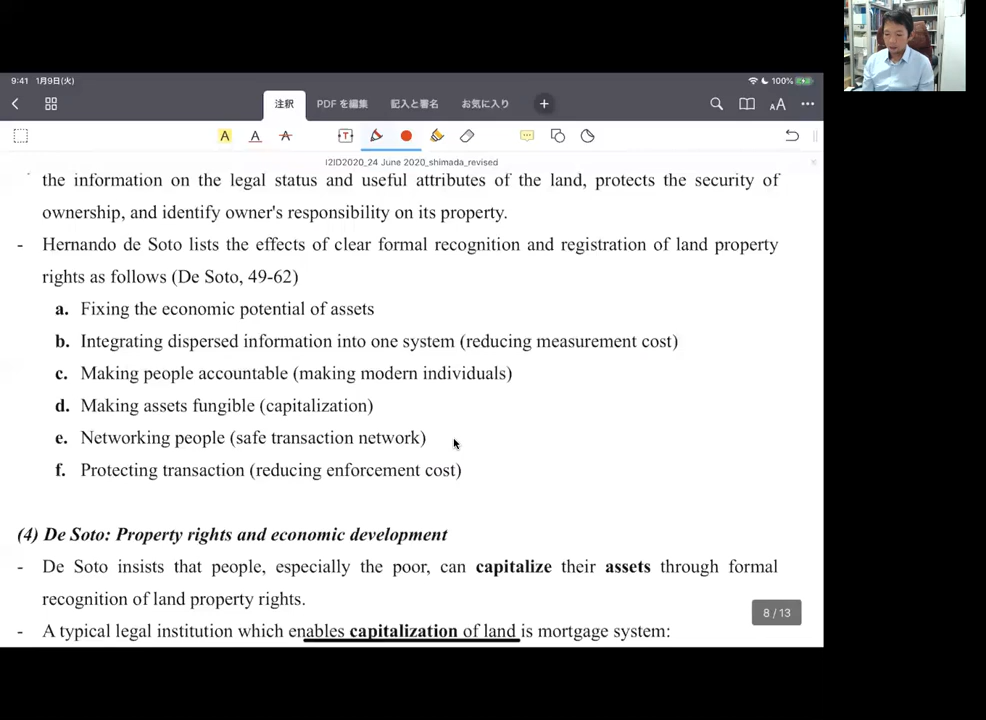 9:41 1月9日(火)
100%
注釈 PDF を編集 記入と署名 お気に入り
I2ID2020_24 June 2020_shimada_revised
the information on the legal status and useful attributes of the land, protects the security of
ownership, and identify owner's responsibility on its property.
- Hernando de Soto lists the effects of clear formal recognition and registration of land property
rights as follows (De Soto, 49-62)
a. Fixing the economic potential of assets
b. Integrating dispersed information into one system (reducing measurement cost)
c. Making people accountable (making modern individuals)
d. Making assets fungible (capitalization)
e. Networking people (safe transaction network)
f. Protecting transaction (reducing enforcement cost)
(4) De Soto: Property rights and economic development
- De Soto insists that people, especially the poor, can capitalize their assets through formal
recognition of land property rights.
8 / 13
- A typical legal institution which enables capitalization of land is mortgage system: